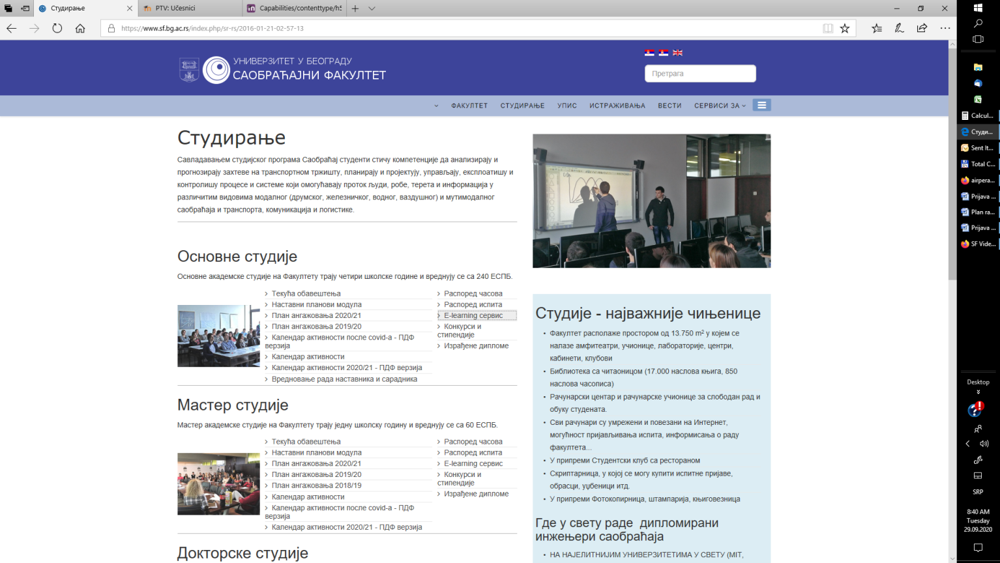 Студирање
PTV: Učesnici
Capabilities/contenttype/h5
https://www.sf.bg.ac.rs/index.php/sr-rs/2016-01-21-02-57-13
УНИВЕРЗИТЕТ У БЕОГРАДУ
САОБРАЋАЈНИ ФАКУЛТЕТ
Претрага
ФАКУЛТЕТ СТУДИРАЊЕ УПИС ИСТРАЖИВАЊА ВЕСТИ СЕРВИСИ ЗА
Студирање
Савладавањем студијског програма Саобраћај студенти стичу компетенције да анализирају и
прогнозирају захтеве на транспортном тржишту, планирају и пројектују, управљају, експлоатишу и
контролишу процесе и системе који омогућавају проток људи, робе, терета и информација у
различитим видовима модалног (друмског, железничког, водног, ваздушног) и мутимодалног
саобраћаја и транспорта, комуникација и логистике.
Основне студије
Основне академске студије на Факултету трају четири школске године и вреднују се са 240 ЕСПБ.
Текућа обавештења
Наставни планови модула
План ангажовања 2020/21
План ангажовања 2019/20
Календар активности после covid-a - ПДФ
верзија
Календар активности
Календар активности 2020/21 - ПДФ верзија
Вредновање рада наставника и сарадника
Распоред часова
Распоред испита
E-learning сервис
Конкурси и
стипендије
Израђене дипломе
Мастер студије
Мастер академске студије на Факултету трају једну школску годину и вреднују се са 60 ЕСПБ.
Текућа обавештења
Наставни планови модула
План ангажовања 2020/21
План ангажовања 2019/20
План ангажовања 2018/19
Календар активности
Календар активности после covid-a - ПДФ
верзија
Календар активности 2020/21 - ПДФ верзија
Распоред часова
Распоред испита
E-learning сервис
Конкурси и
стипендије
Израђене дипломе
Докторске студије
Студије - најважније чињенице
Факултет располаже простором од 13.750 m² у којем се
налазе амфитеатри, учионице, лабораторије, центри,
кабинети, клубови
Библиотека са читаоницом (17.000 наслова књига, 850
наслова часописа)
Рачунарски центар и рачунарске учионице за слободан рад и
обуку студената.
Сви рачунари су умрежени и повезани на Интернет,
могућност пријављивања испита, информисања о раду
факултета...
У припреми Студентски клуб са рестораном
Скриптарница, у којој се могу купити испитне пријаве,
обрасци, уџбеници итд.
У припреми Фотокопирница, штампарија, књиговезница
Где у свету раде дипломирани
инжењери саобраћаја
НА НАЈЕЛИТНИЈИМ УНИВЕРЗИТЕТИМА У СВЕТУ (MIT,
Calcul...
Студи...
Sent It...
Total C...
airpera...
Prijava ...
Plan ra...
Prijava ...
SF Vide...
Desktop
SRP
8:40 AM
Tuesday
29.09.2020